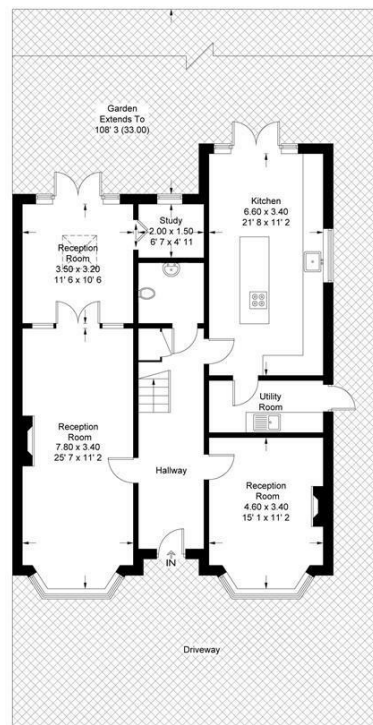 Garden
Extends To
108' 3 (33.00)
Study
2.00 x 1.50
6' 7 x 4' 11
Kitchen
6.60 x 3.40
21' 8 x 11' 2
Reception
Room
3.50 x 3.20
11' 6 x 10' 6
Utility
Room
Reception
Room
7.80 x 3.40
25' 7 x 11' 2
Hallway
Reception
Room
4.60 x 3.40
15' 1 x 11' 2
IN
Driveway